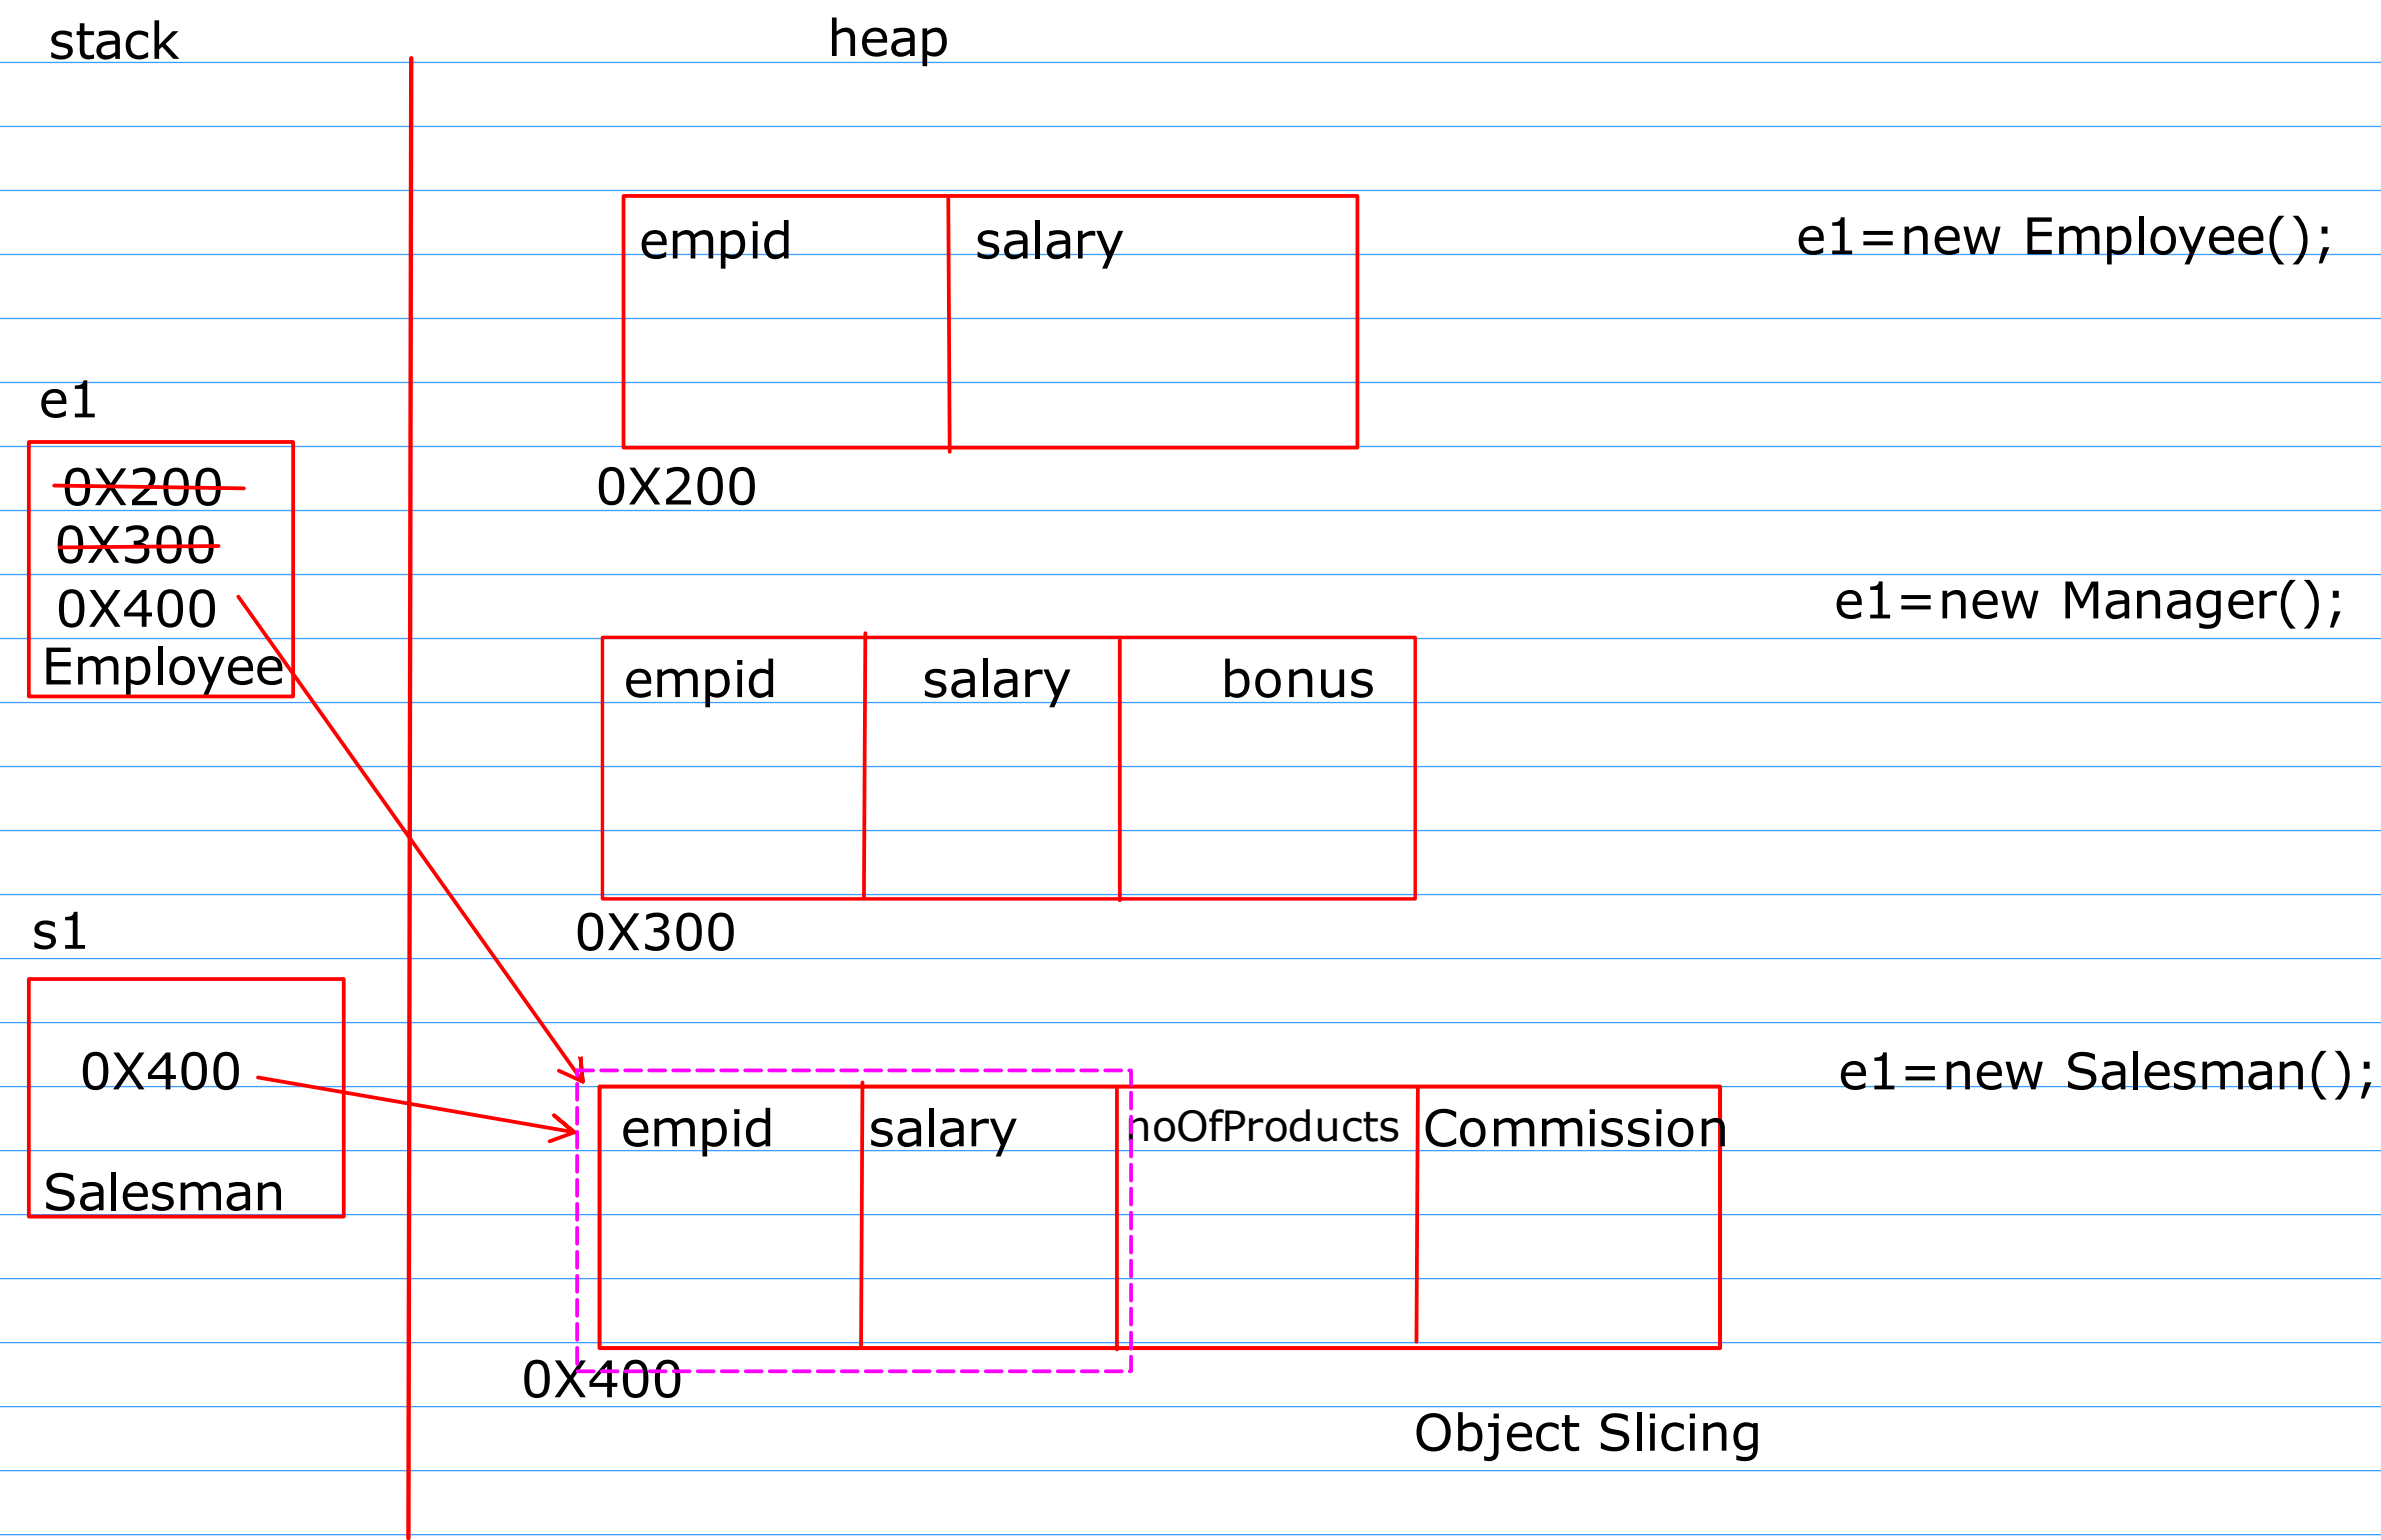 stack
heap
empid salary
e1=new Employee();
e1
0X200
0X300
0X400
Employee
0X200
e1=new Manager();
empid salary bonus
0X300
s1
0X400
Salesman
e1=new Salesman();
empid salary noOfProducts Commission
0X400
Object Slicing